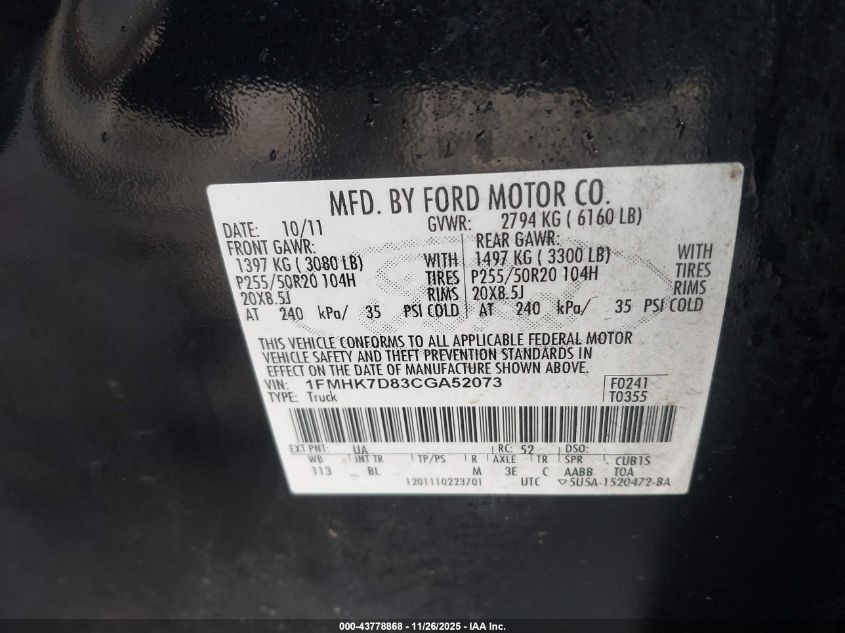 MFD. BY FORD MOTOR CO.
DATE: 10/11 GVWR: 2794 KG ( 6160 LB)
FRONT GAWR: REAR GAWR:
1397 KG ( 3080 LB) WITH 1497 KG ( 3300 LB) WITH
P255/50R20 104H TIRES P255/50R20 104H TIRES
20X8.5J RIMS 20X8.5J RIMS
AT 240 kPa/ 35 PSI COLD AT 240 kPa/ 35 PSI COLD
THIS VEHICLE CONFORMS TO ALL APPLICABLE FEDERAL MOTOR
VEHICLE SAFETY AND THEFT PREVENTION STANDARDS IN
EFFECT ON THE DATE OF MANUFACTURE SHOWN ABOVE.
VIN: 1FMHK7D83CGA52073 F0241
TYPE: Truck T0355
EXT PNT: UA RC: 52 DSO:
WB INT TR TP/PS R AXLE TR SPR CUB1S
113 BL M 3E C AABB TOA
1201110223701 UTC ▽5U5A-1520472-BA
000-43778868 - 11/26/2025 - IAA Inc.